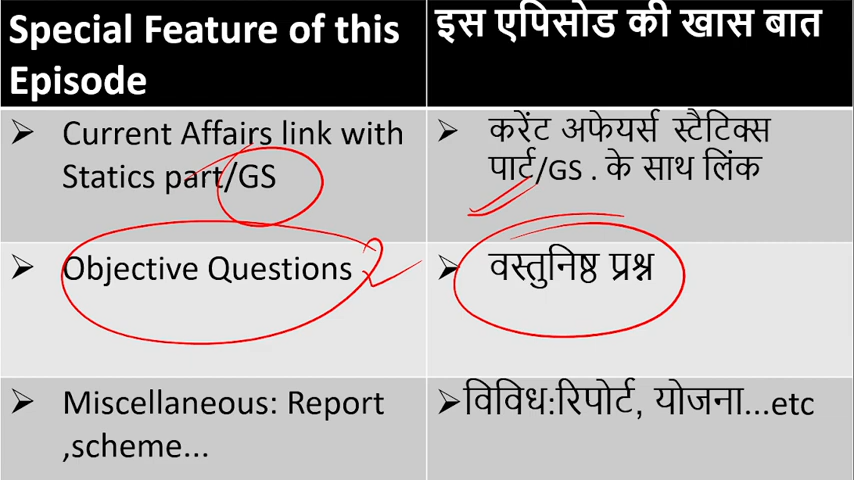 Special Feature of this
Episode
इस एपिसोड की खास बात
➢ Current Affairs link with
Statics part/GS
➢ करेंट अफेयर्स स्टैटिक्स
पार्ट/GS . के साथ लिंक
➢ Objective Questions
➢ वस्तुनिष्ठ प्रश्न
➢ Miscellaneous: Report
,scheme...
➢विविध:रिपोर्ट, योजना...etc